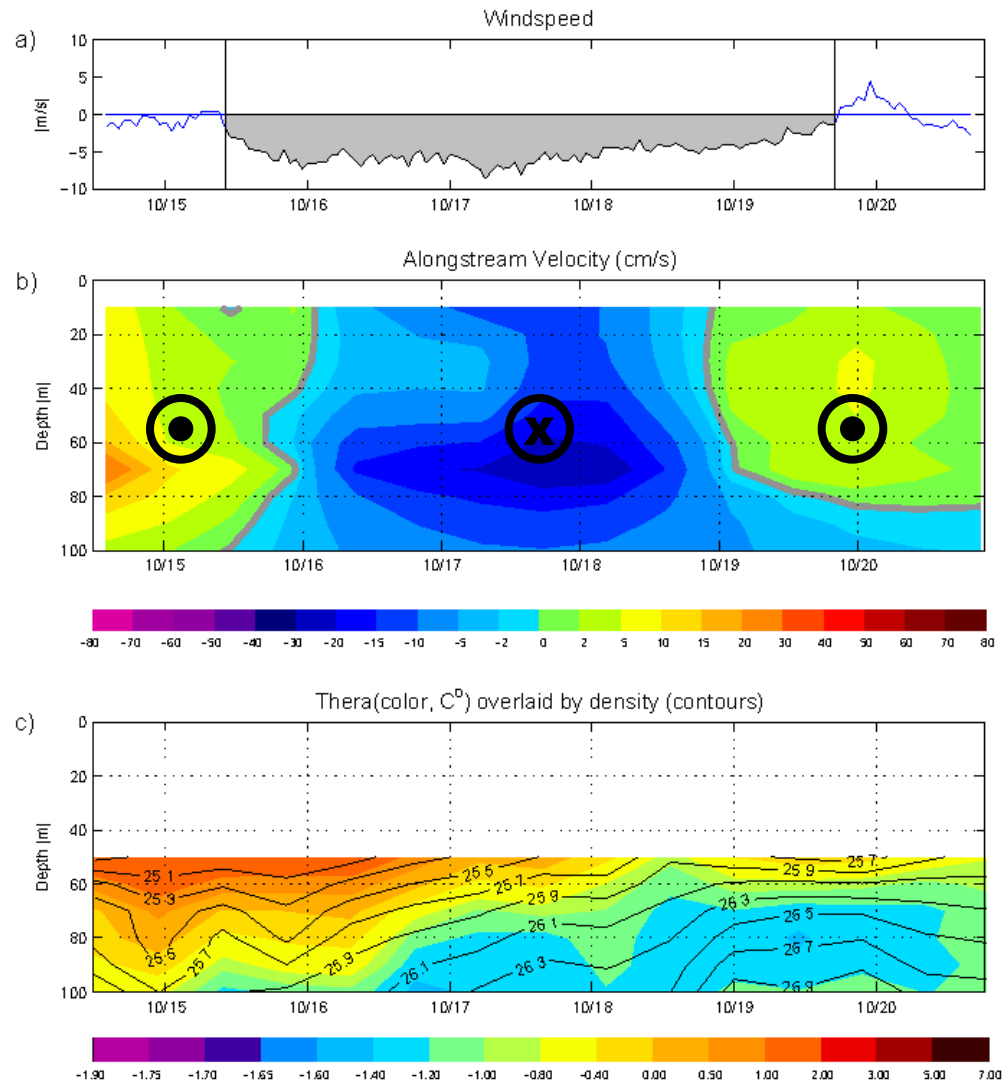 Windspeed
a)
10
5
0
-5
-10
|m/s|
10/15 10/16 10/17 10/18 10/19 10/20
Alongstream Velocity (cm/s)
b)
0
20
40
60
80
100
Depth |m|
x
10/15 10/16 10/17 10/18 10/19 10/20
-80 -70 -60 -50 -40 -30 -20 -15 -10 -5 -2 0 2 5 10 15 20 30 40 50 60 70 80
Thera(color, C⁰) overlaid by density (contours)
c)
0
20
40
60
80
100
Depth |m|
25.1
25.3
25.5
25.7
25.9
26.1
25.5
25.7
25.9
26.1
26.3
25.7
25.9
26.3
26.5
26.7
26.9
10/15 10/16 10/17 10/18 10/19 10/20
-1.90 -1.75 -1.70 -1.65 -1.60 -1.40 -1.20 -1.00 -0.80 -0.40 0.00 0.50 1.00 2.00 3.00 5.00 7.00